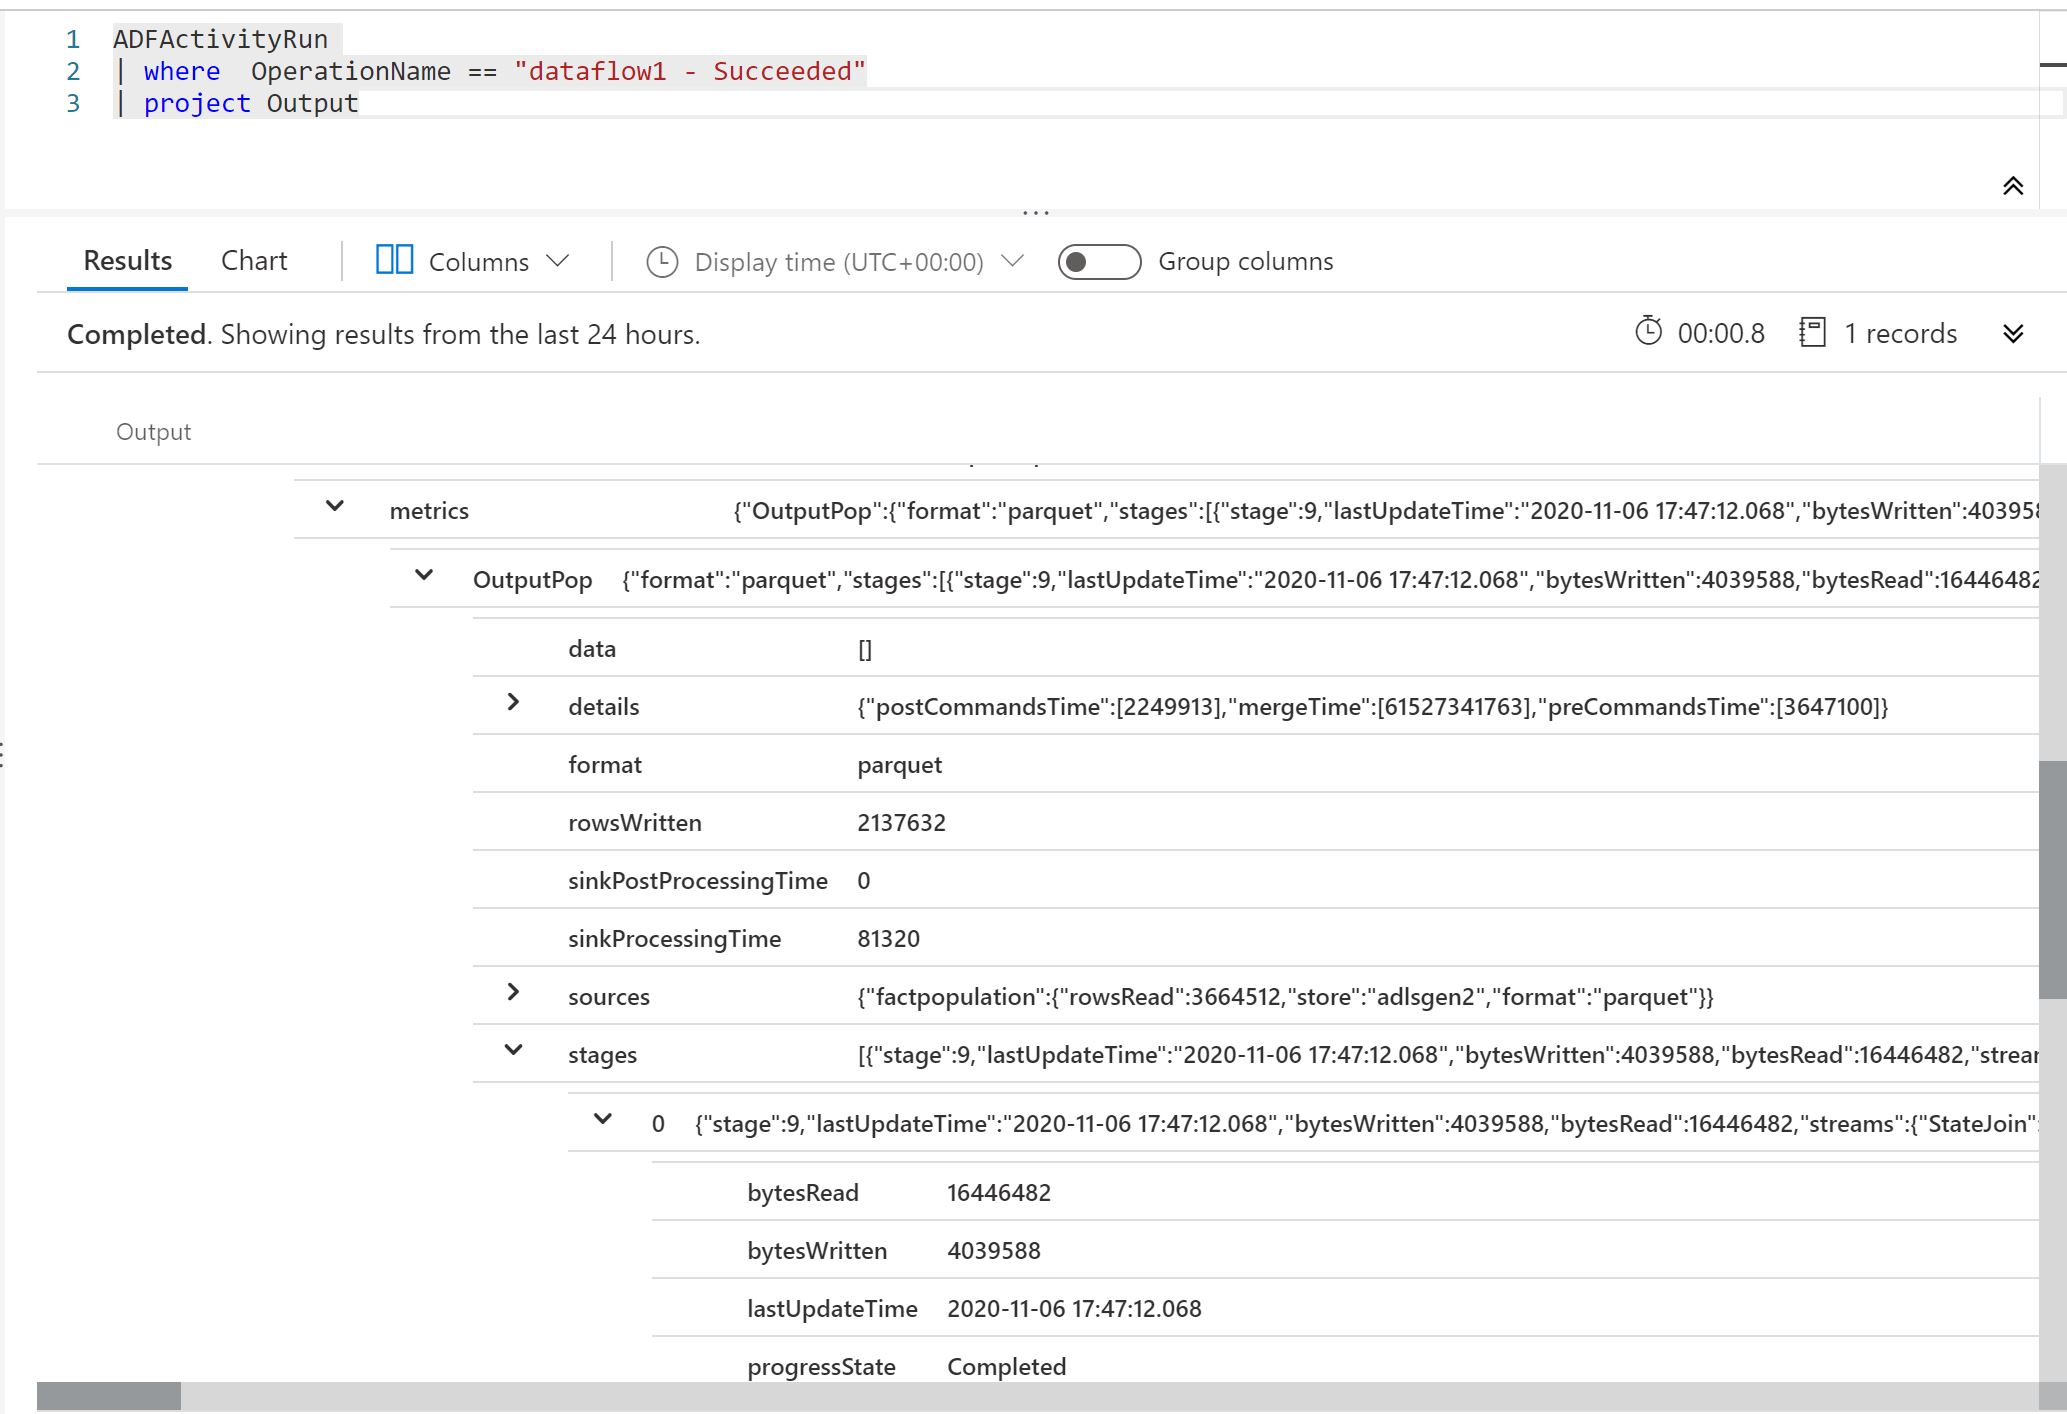 1 ADFActivityRun
2 | where  OperationName == "dataflow1 - Succeeded"
3 | project Output
Results Chart Columns Display time (UTC+00:00) Group columns
Completed. Showing results from the last 24 hours. 00:00.8 1 records
Output
metrics {"OutputPop":{"format":"parquet","stages":[{"stage":9,"lastUpdateTime":"2020-11-06 17:47:12.068","bytesWritten":403958
OutputPop {"format":"parquet","stages":[{"stage":9,"lastUpdateTime":"2020-11-06 17:47:12.068","bytesWritten":4039588,"bytesRead":16446482
data []
details {"postCommandsTime":[2249913],"mergeTime":[61527341763],"preCommandsTime":[3647100]}
format parquet
rowsWritten 2137632
sinkPostProcessingTime 0
sinkProcessingTime 81320
sources {"factpopulation":{"rowsRead":3664512,"store":"adlsgen2","format":"parquet"}}
stages [{"stage":9,"lastUpdateTime":"2020-11-06 17:47:12.068","bytesWritten":4039588,"bytesRead":16446482,"strear
0 {"stage":9,"lastUpdateTime":"2020-11-06 17:47:12.068","bytesWritten":4039588,"bytesRead":16446482,"streams":{"StateJoin":
bytesRead 16446482
bytesWritten 4039588
lastUpdateTime 2020-11-06 17:47:12.068
progressState Completed